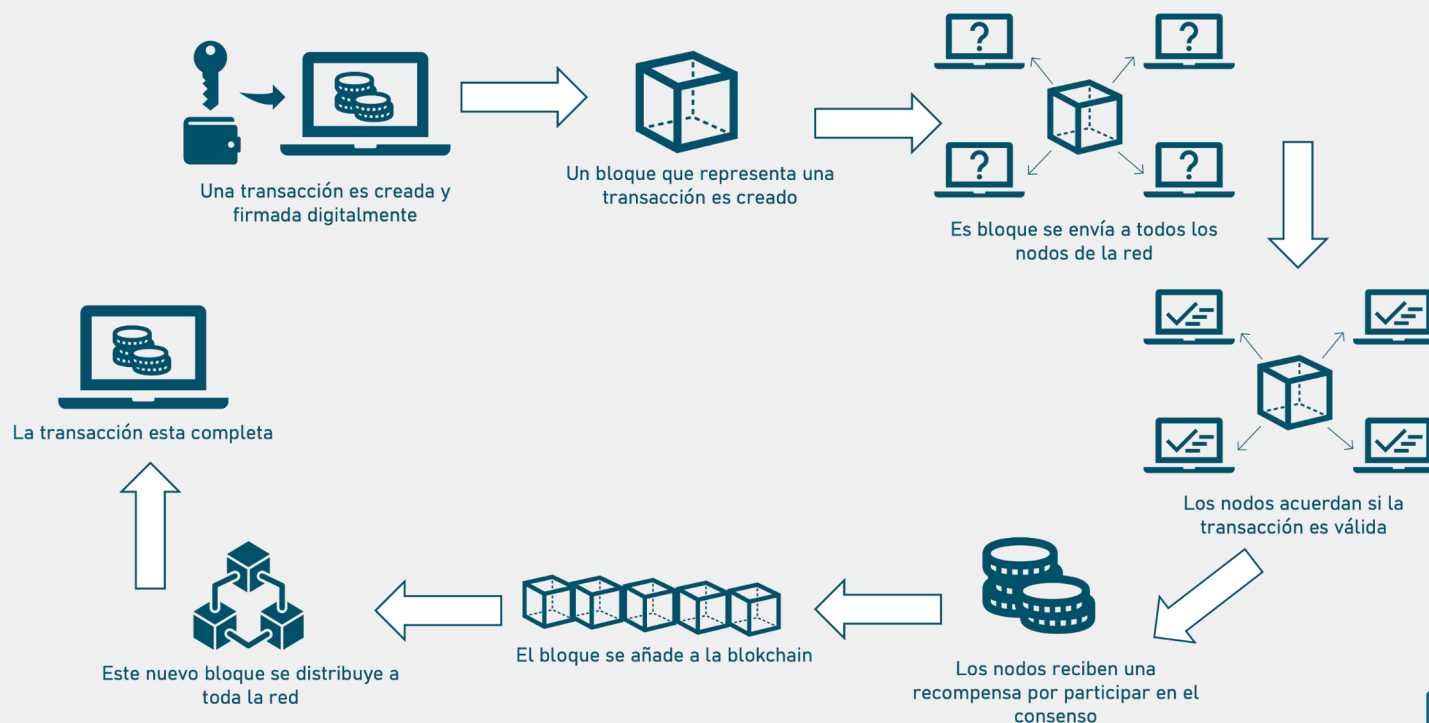 Una transacción es creada y
firmada digitalmente
Un bloque que representa una
transacción es creado
?
?
?
?
Es bloque se envía a todos los
nodos de la red
Los nodos acuerdan si la
transacción es válida
Los nodos reciben una
recompensa por participar en el
consenso
El bloque se añade a la blokchain
Este nuevo bloque se distribuye a
toda la red
La transacción esta completa